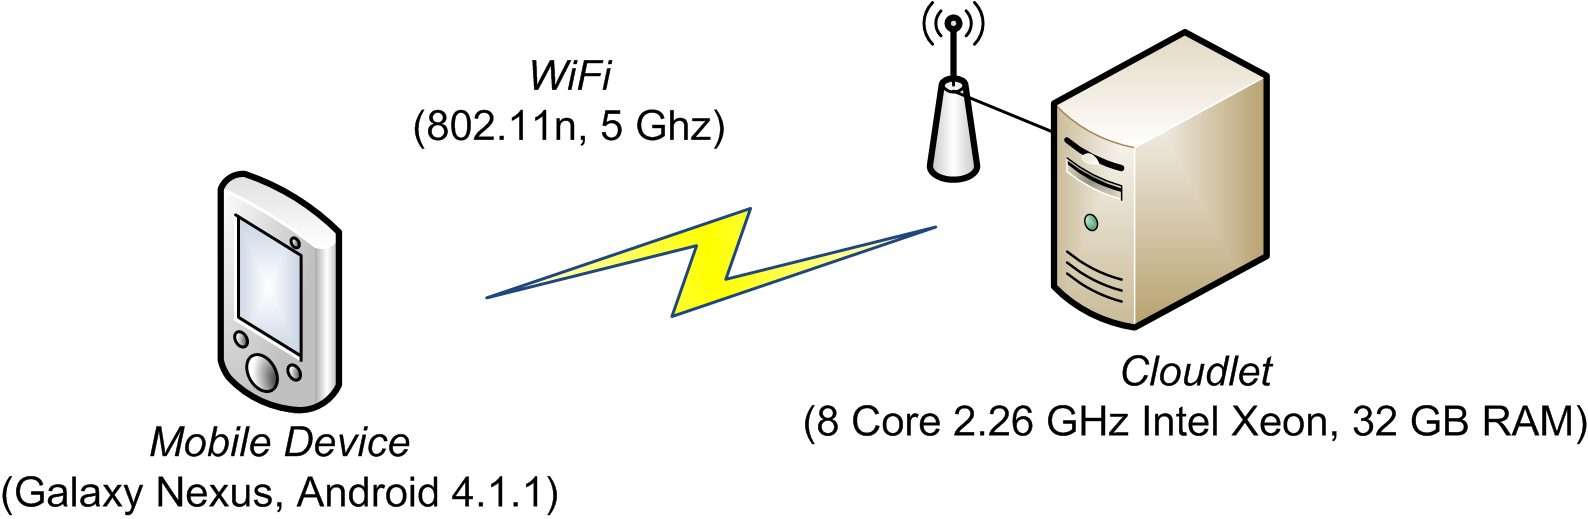 WiFi
(802.11n, 5 Ghz)
Cloudlet
(8 Core 2.26 GHz Intel Xeon, 32 GB RAM)
Mobile Device
(Galaxy Nexus, Android 4.1.1)